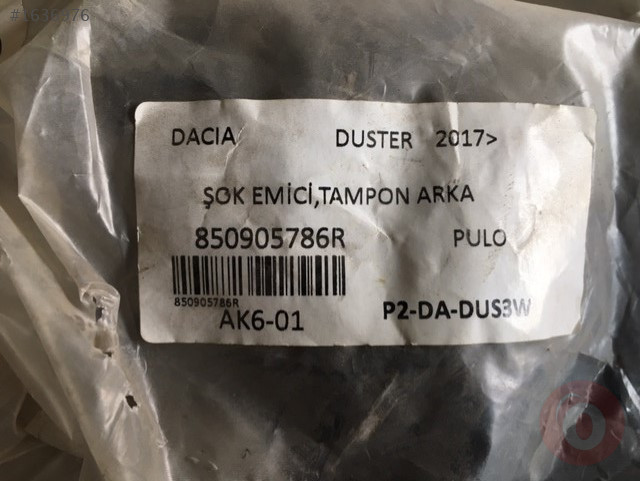 DACIA DUSTER 2017>
ŞOK EMİCİ,TAMPON ARKA
850905786R PULO
850905786R
AK6-01 P2-DA-DUS3W